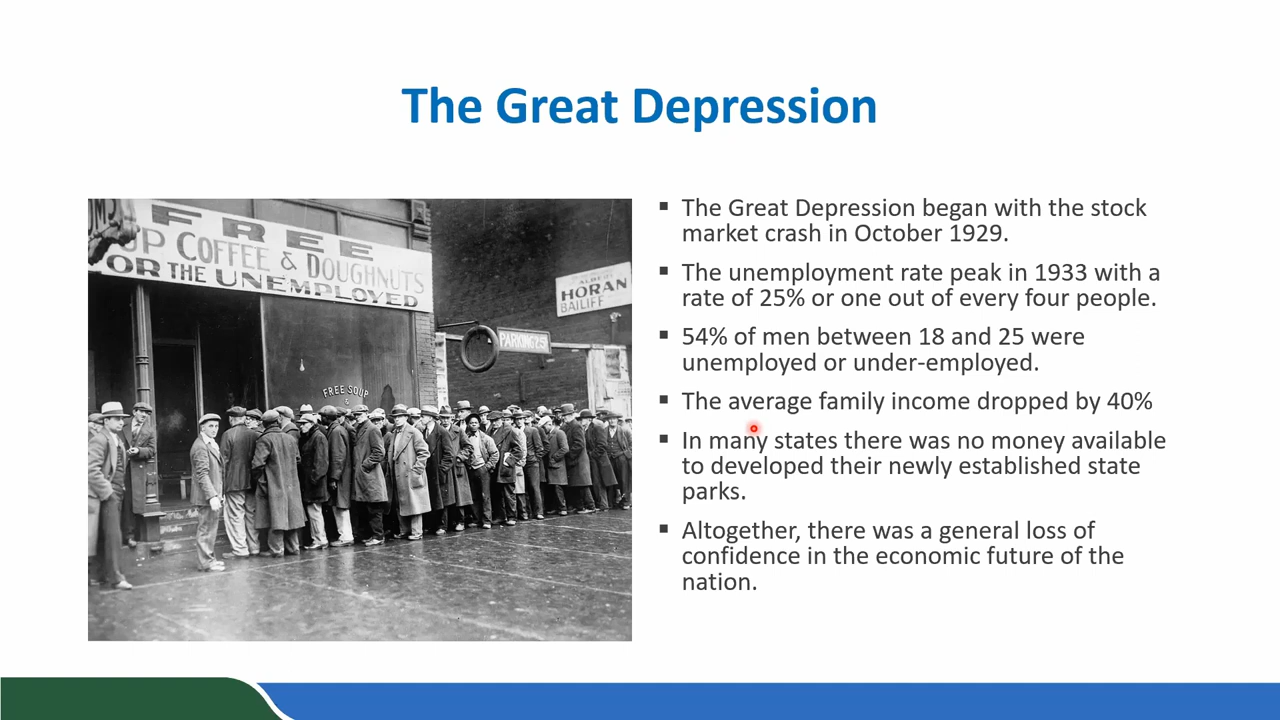 The Great Depression
FREE
COFFEE & DOUGHNUTS
THE UNEMPLOYED
HORAN
BAILIFF
PARKING
FREE SOUP
▪ The Great Depression began with the stock
market crash in October 1929.
▪ The unemployment rate peak in 1933 with a
rate of 25% or one out of every four people.
▪ 54% of men between 18 and 25 were
unemployed or under-employed.
▪ The average family income dropped by 40%
▪ In many states there was no money available
to developed their newly established state
parks.
▪ Altogether, there was a general loss of
confidence in the economic future of the
nation.